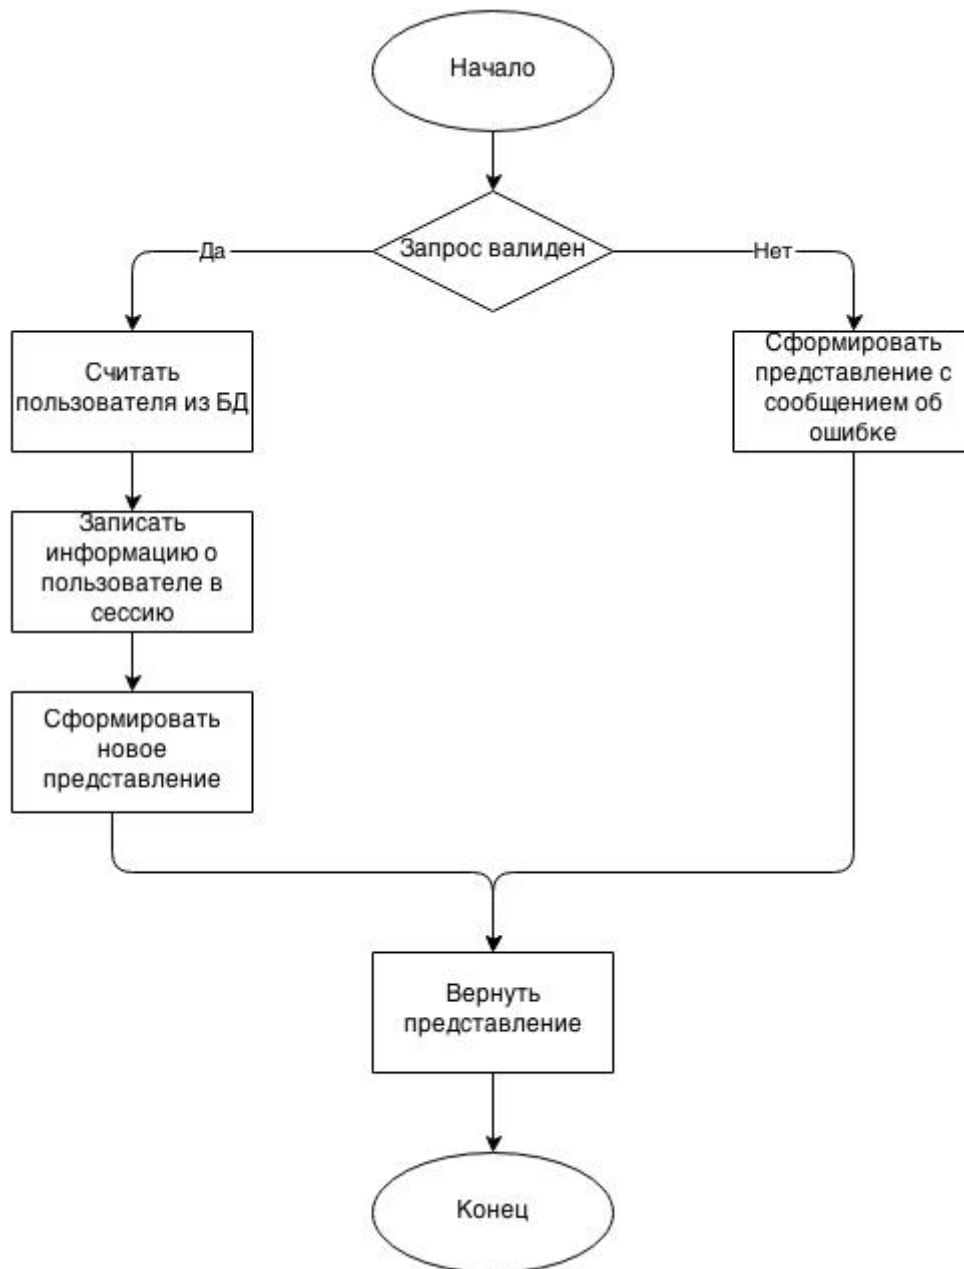 Начало
Запрос валиден
Да
Нет
Считать
пользователя из БД
Сформировать
представление с
сообщением об
ошибке
Записать
информацию о
пользователе в
сессию
Сформировать
новое
представление
Вернуть
представление
Конец